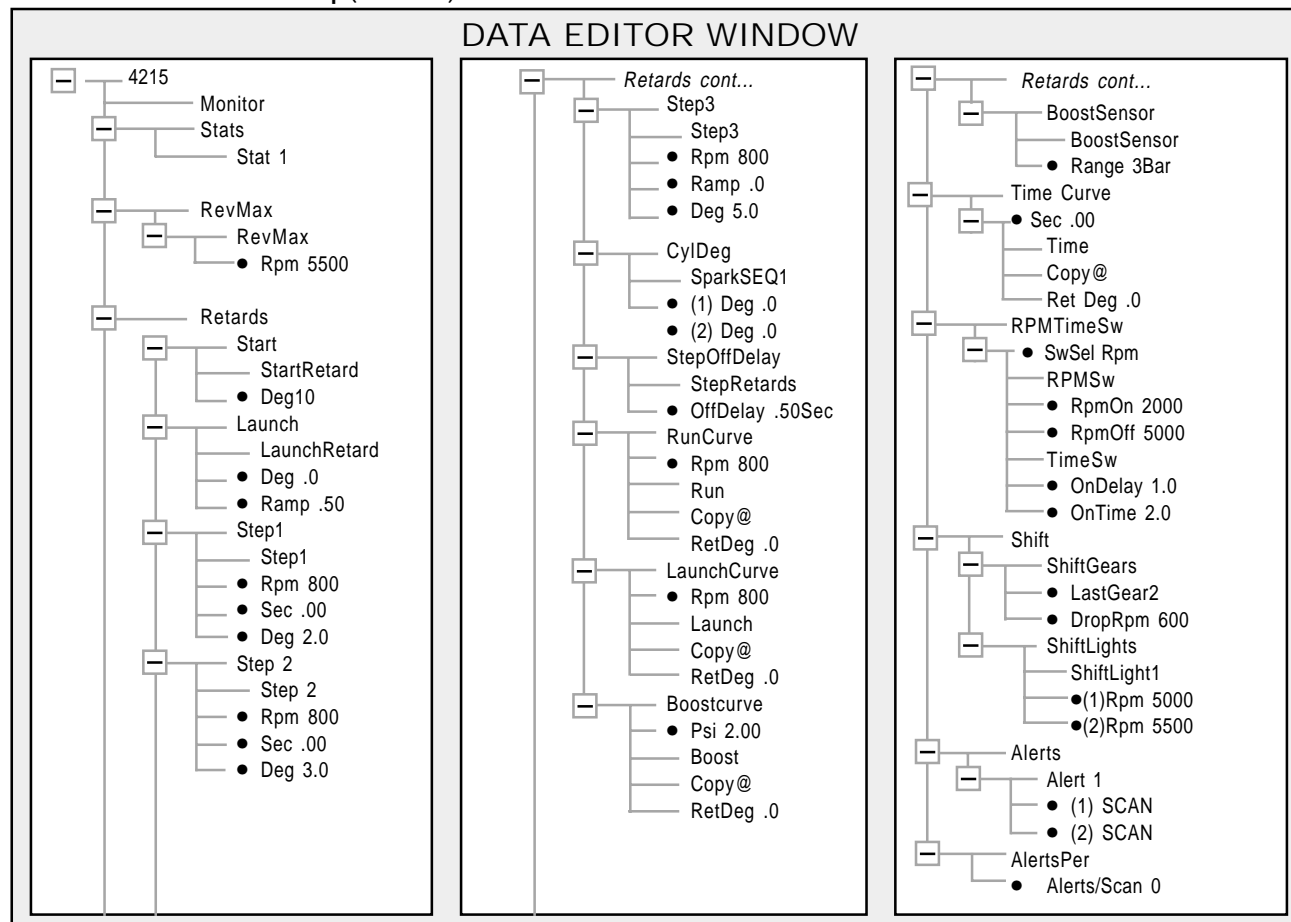 DATA EDITOR WINDOW
4215
Monitor
Stats
Stat 1
RevMax
RevMax
● Rpm 5500
Retards
Start
StartRetard
● Deg10
Launch
LaunchRetard
● Deg .0
● Ramp .50
Step1
Step1
● Rpm 800
● Sec .00
● Deg 2.0
Step 2
Step 2
● Rpm 800
● Sec .00
● Deg 3.0
Retards cont...
Step3
Step3
● Rpm 800
● Ramp .0
● Deg 5.0
CylDeg
SparkSEQ1
● (1) Deg .0
● (2) Deg .0
StepOffDelay
StepRetards
● OffDelay .50Sec
RunCurve
● Rpm 800
Run
Copy@
RetDeg .0
LaunchCurve
● Rpm 800
Launch
Copy@
RetDeg .0
Boostcurve
● Psi 2.00
Boost
Copy@
RetDeg .0
Retards cont...
BoostSensor
BoostSensor
● Range 3Bar
Time Curve
● Sec .00
Time
Copy@
Ret Deg .0
RPMTimeSw
● SwSel Rpm
RPMSw
● RpmOn 2000
● RpmOff 5000
TimeSw
● OnDelay 1.0
● OnTime 2.0
Shift
ShiftGears
● LastGear2
● DropRpm 600
ShiftLights
ShiftLight1
●(1)Rpm 5000
●(2)Rpm 5500
Alerts
Alert 1
● (1) SCAN
● (2) SCAN
AlertsPer
● Alerts/Scan 0